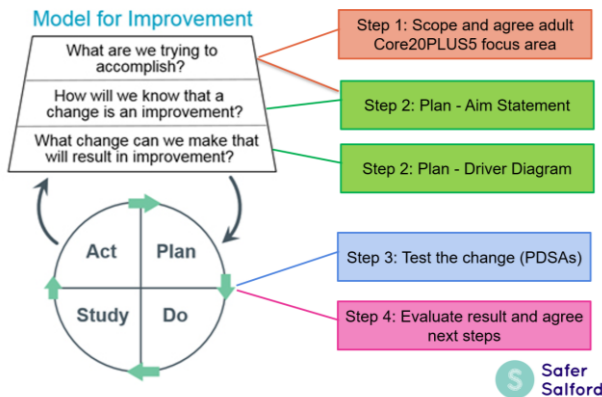 Model for Improvement
What are we trying to
accomplish?
How will we know that a
change is an improvement?
What change can we make that
will result in improvement?
Act
Plan
Study
Do
Step 1: Scope and agree adult
Core20PLUS5 focus area
Step 2: Plan - Aim Statement
Step 2: Plan - Driver Diagram
Step 3: Test the change (PDSAs)
Step 4: Evaluate result and agree
next steps
S
Safer
Salford